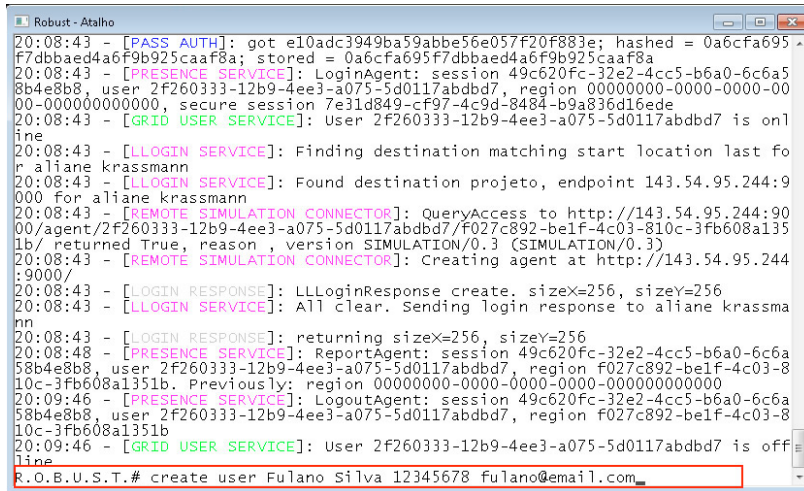 Robust - Atalho
20:08:43 - [PASS AUTH]: got e10adc3949ba59abbe56e057f20f883e; hashed = 0a6cfa695
f7dbbaed4a6f9b925caaf8a; stored = 0a6cfa695f7dbbaed4a6f9b925caaf8a
20:08:43 - [PRESENCE SERVICE]: LoginAgent: session 49c620fc-32e2-4cc5-b6a0-6c6a5
8b4e8b8, user 2f260333-12b9-4ee3-a075-5d0117abdbd7, region 00000000-0000-0000-00
00-000000000000, secure session 7e31d849-cf97-4c9d-8484-b9a836d16ede
20:08:43 - [GRID USER SERVICE]: User 2f260333-12b9-4ee3-a075-5d0117abdbd7 is onl
ine
20:08:43 - [LLOGIN SERVICE]: Finding destination matching start location last fo
r aliane krassmann
20:08:43 - [LLOGIN SERVICE]: Found destination projeto, endpoint 143.54.95.244:9
000 for aliane krassmann
20:08:43 - [REMOTE SIMULATION CONNECTOR]: QueryAccess to http://143.54.95.244:90
00/agent/2f260333-12b9-4ee3-a075-5d0117abdbd7/f027c892-be1f-4c03-810c-3fb608a135
1b/ returned True, reason , version SIMULATION/0.3 (SIMULATION/0.3)
20:08:43 - [REMOTE SIMULATION CONNECTOR]: Creating agent at http://143.54.95.244
:9000/
20:08:43 - [LOGIN RESPONSE]: LLLoginResponse create. sizeX=256, sizeY=256
20:08:43 - [LLOGIN SERVICE]: All clear. Sending login response to aliane krassma
nn
20:08:43 - [LOGIN RESPONSE]: returning sizeX=256, sizeY=256
20:08:48 - [PRESENCE SERVICE]: ReportAgent: session 49c620fc-32e2-4cc5-b6a0-6c6a
58b4e8b8, user 2f260333-12b9-4ee3-a075-5d0117abdbd7, region f027c892-be1f-4c03-8
10c-3fb608a1351b. Previously: region 00000000-0000-0000-0000-000000000000
20:09:46 - [PRESENCE SERVICE]: LogoutAgent: session 49c620fc-32e2-4cc5-b6a0-6c6a
58b4e8b8, user 2f260333-12b9-4ee3-a075-5d0117abdbd7, region f027c892-be1f-4c03-8
10c-3fb608a1351b
20:09:46 - [GRID USER SERVICE]: User 2f260333-12b9-4ee3-a075-5d0117abdbd7 is off
line
R.O.B.U.S.T.# create user Fulano Silva 12345678 fulano@email.com_